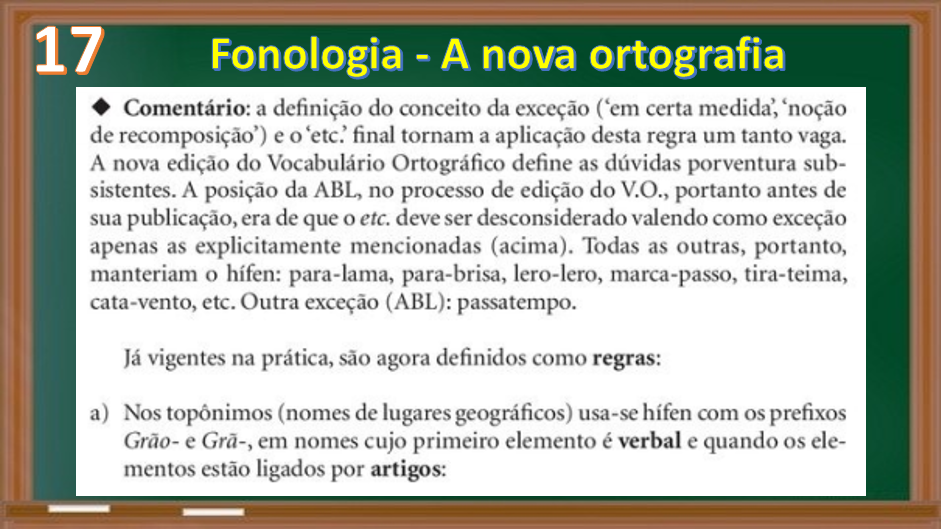 17
Fonologia - A nova ortografia
◆ Comentário: a definição do conceito da exceção (‘em certa medida’, ‘noção
de recomposição’) e o ‘etc.’ final tornam a aplicação desta regra um tanto vaga.
A nova edição do Vocabulário Ortográfico define as dúvidas porventura sub-
sistentes. A posição da ABL, no processo de edição do V.O., portanto antes de
sua publicação, era de que o etc. deve ser desconsiderado valendo como exceção
apenas as explicitamente mencionadas (acima). Todas as outras, portanto,
manteriam o hífen: para-lama, para-brisa, lero-lero, marca-passo, tira-teima,
cata-vento, etc. Outra exceção (ABL): passatempo.
Já vigentes na prática, são agora definidos como regras:
a) Nos topônimos (nomes de lugares geográficos) usa-se hífen com os prefixos
Grão- e Grã-, em nomes cujo primeiro elemento é verbal e quando os ele-
mentos estão ligados por artigos: